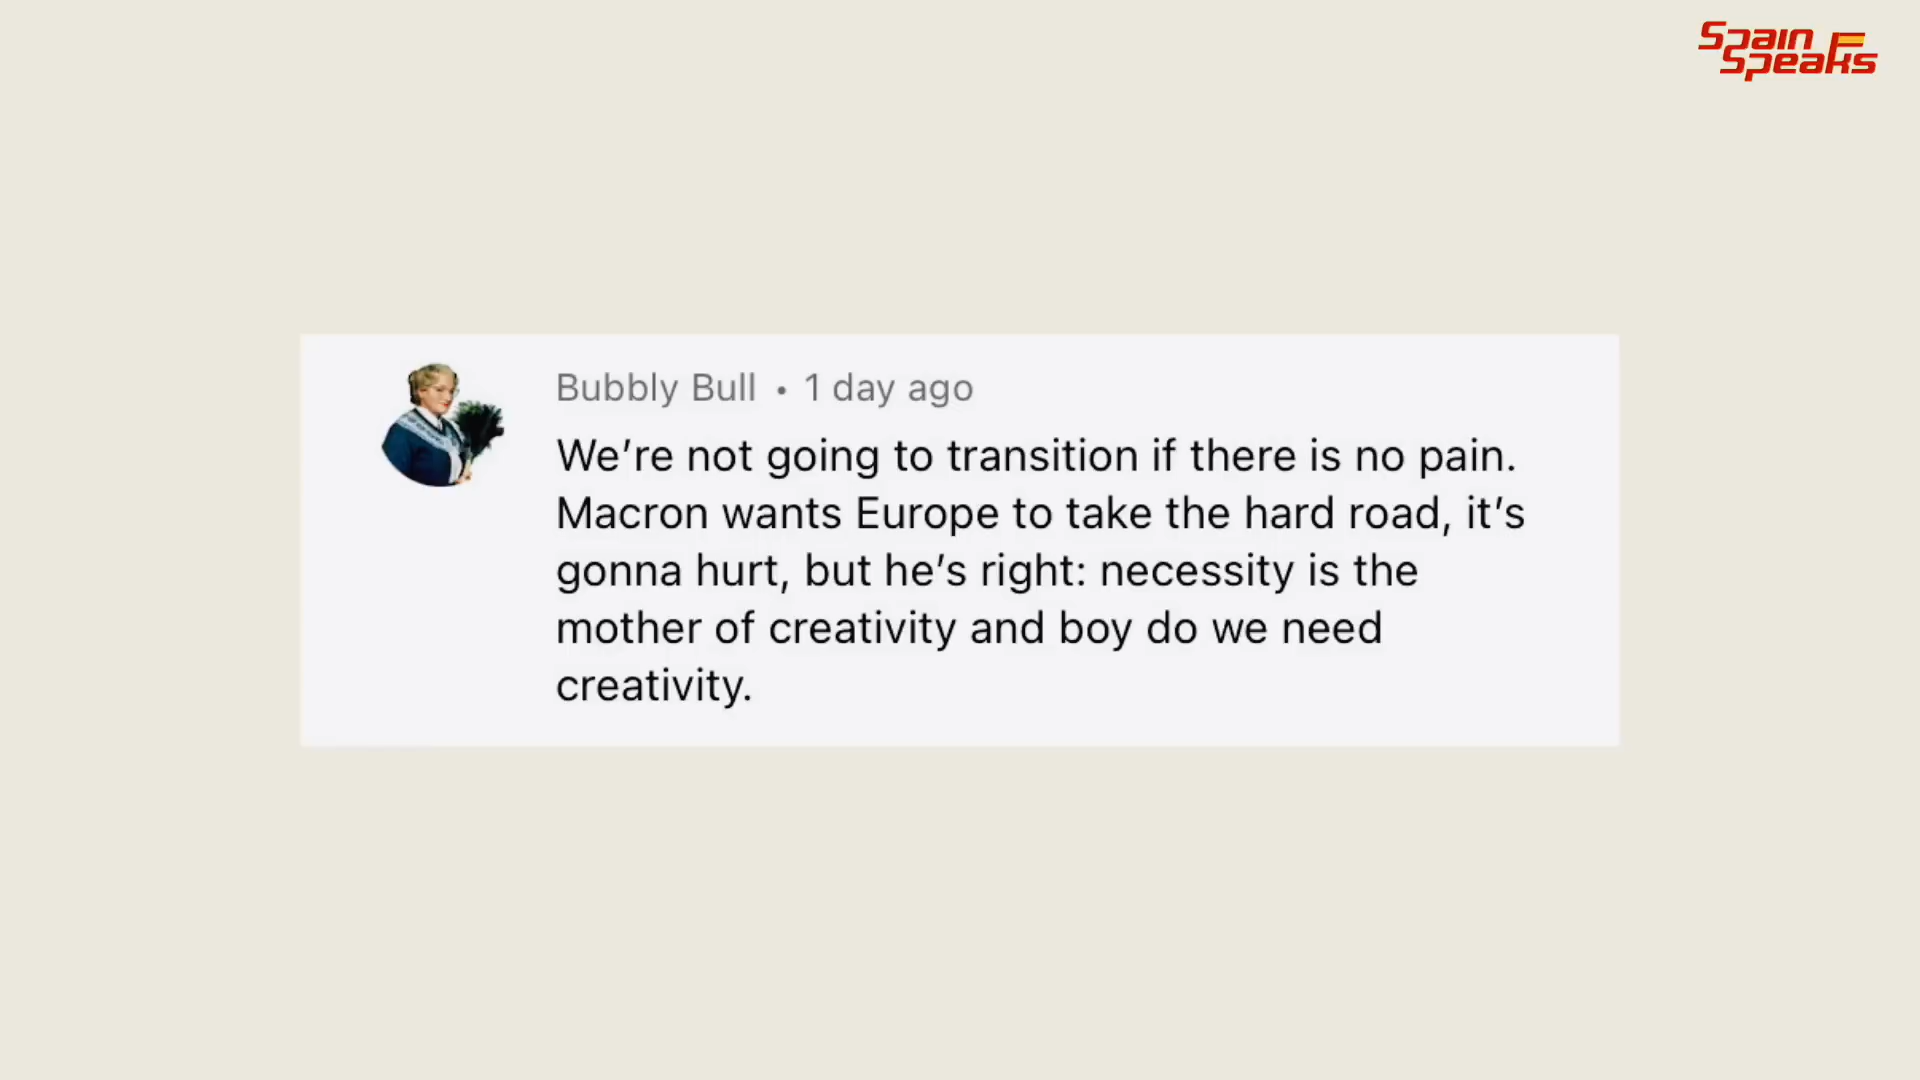 Spain
Speaks
Bubbly Bull • 1 day ago
We’re not going to transition if there is no pain.
Macron wants Europe to take the hard road, it’s
gonna hurt, but he’s right: necessity is the
mother of creativity and boy do we need
creativity.